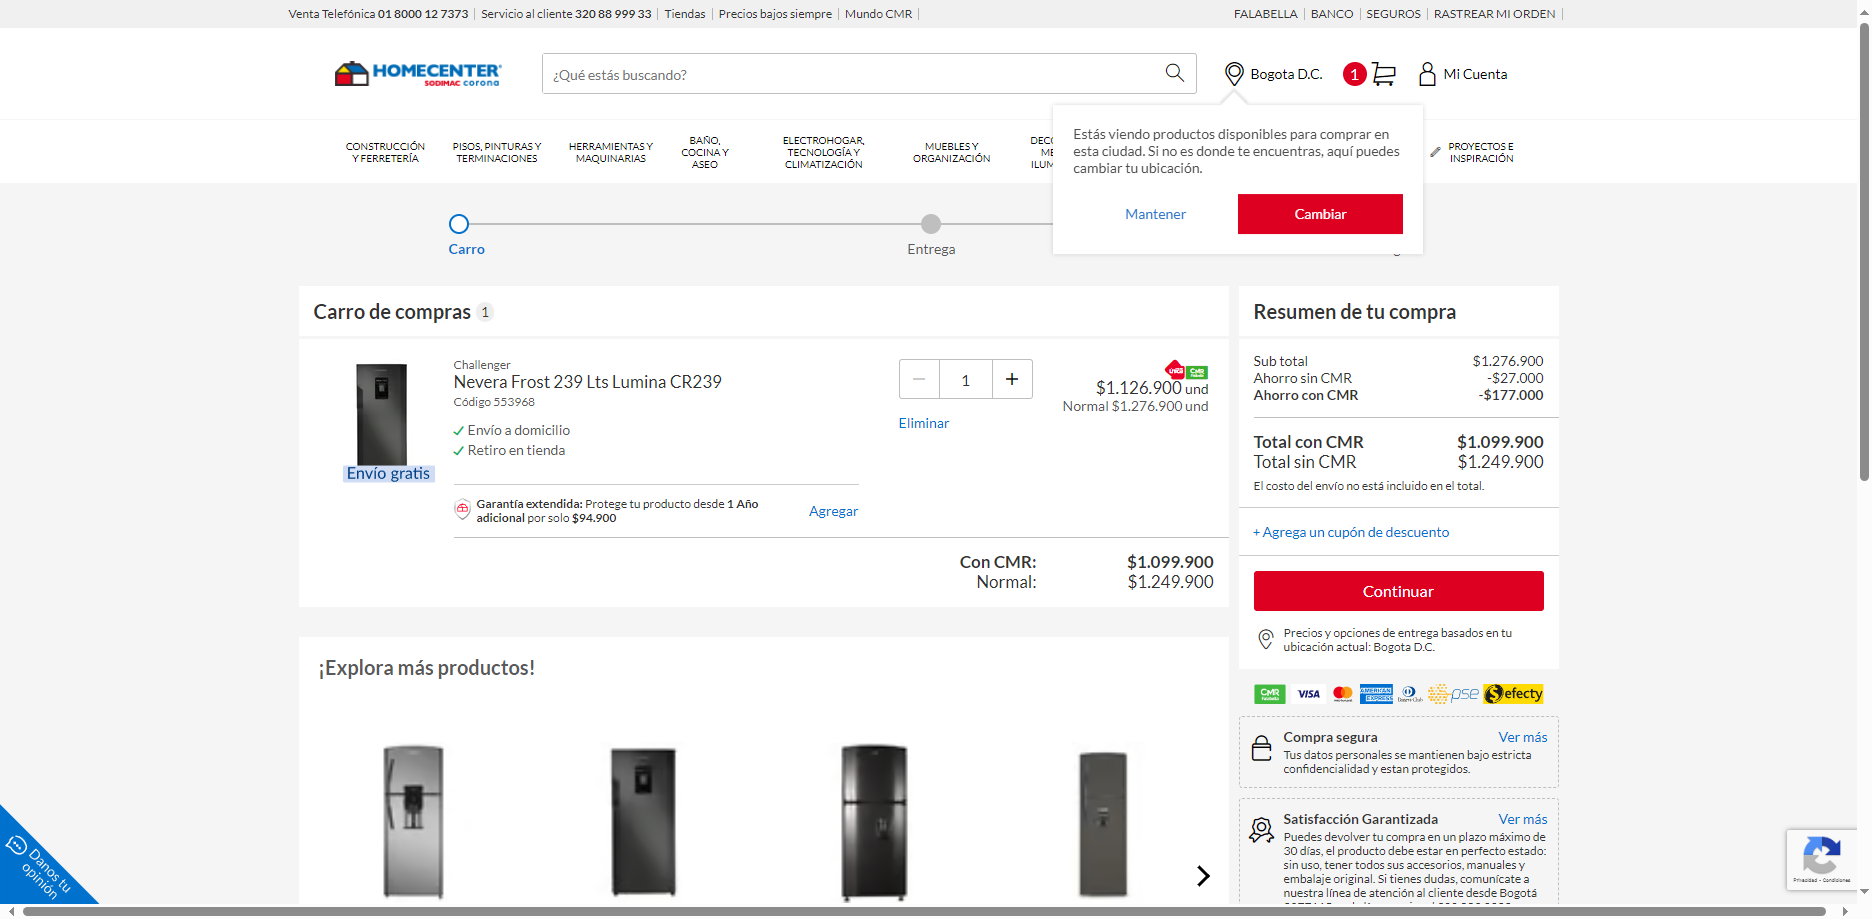 Venta Telefónica 01 8000 12 7373 Servicio al cliente 320 88 999 33 Tiendas Precios bajos siempre Mundo CMR
FALABELLA BANCO SEGUROS RASTREAR MI ORDEN
HOMECENTER
SODIMAC corona
¿Qué estás buscando?
Bogota D.C.
1
Mi Cuenta
CONSTRUCCIÓN
Y FERRETERÍA
PISOS, PINTURAS Y
TERMINACIONES
HERRAMIENTAS Y
MAQUINARIAS
BAÑO,
COCINA Y
ASEO
ELECTROHOGAR,
TECNOLOGÍA Y
CLIMATIZACIÓN
MUEBLES Y
ORGANIZACIÓN
PROYECTOS E
INSPIRACIÓN
Estás viendo productos disponibles para comprar en
esta ciudad. Si no es donde te encuentras, aquí puedes
cambiar tu ubicación.
Mantener
Cambiar
Carro
Entrega
Carro de compras 1
Challenger
Nevera Frost 239 Lts Lumina CR239
Código 553968
Envío a domicilio
Retiro en tienda
Envío gratis
1
Eliminar
$1.126.900 und
Normal $1.276.900 und
Garantía extendida: Protege tu producto desde 1 Año
adicional por solo $94.900
Agregar
Con CMR: $1.099.900
Normal: $1.249.900
Resumen de tu compra
Sub total $1.276.900
Ahorro sin CMR -$27.000
Ahorro con CMR -$177.000
Total con CMR $1.099.900
Total sin CMR $1.249.900
El costo del envío no está incluido en el total.
+ Agrega un cupón de descuento
Continuar
Precios y opciones de entrega basados en tu
ubicación actual: Bogota D.C.
CMR VISA AMERICAN EXPRESS pse efecty
Compra segura Ver más
Tus datos personales se mantienen bajo estricta
confidencialidad y estan protegidos.
Satisfacción Garantizada Ver más
Puedes devolver tu compra en un plazo máximo de
30 días, el producto debe estar en perfecto estado:
sin uso, tener todos sus accesorios, manuales y
embalaje original. Si tienes dudas, comunícate a
nuestra línea de atención al cliente desde Bogotá
¡Explora más productos!
Danos tu
opinión
Privacidad - Condiciones